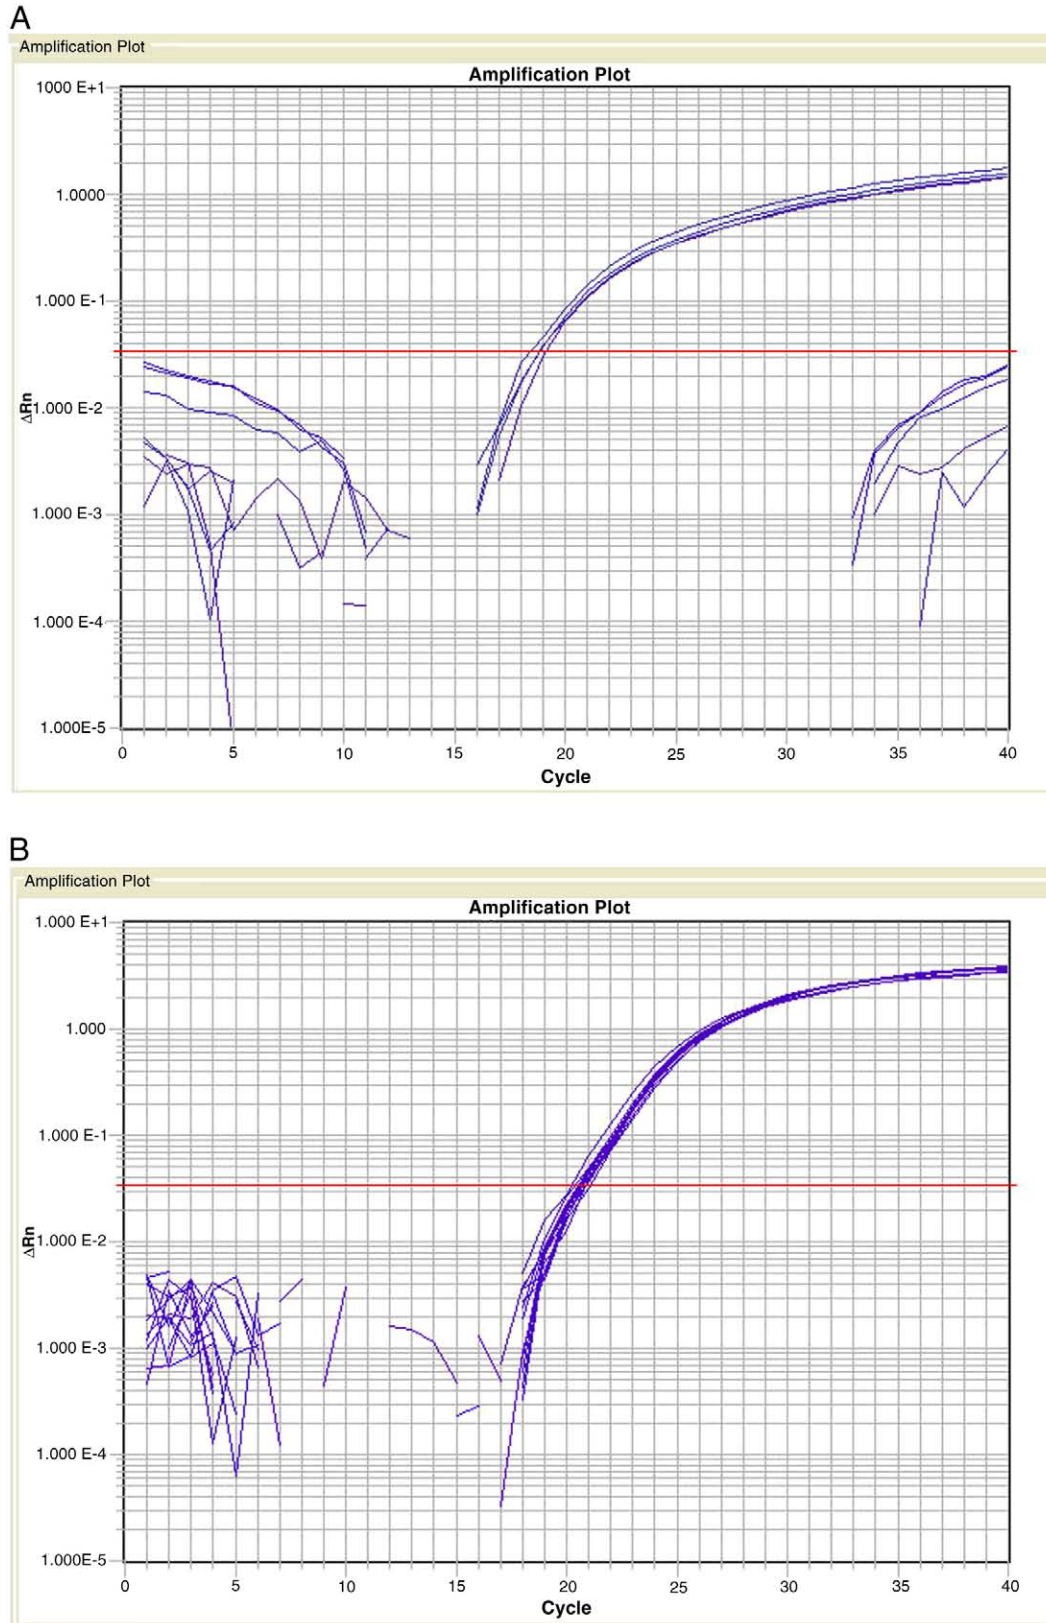 A
Amplification Plot
Amplification Plot
1000 E+1
1.0000
1.000 E-1
1.000 E-2
1.000 E-3
1.000 E-4
1.000E-5
ΔRn
0 5 10 15 20 25 30 35 40
Cycle
B
Amplification Plot
Amplification Plot
1.000 E+1
1.000
1.000 E-1
1.000 E-2
1.000 E-3
1.000 E-4
1.000E-5
ΔRn
0 5 10 15 20 25 30 35 40
Cycle